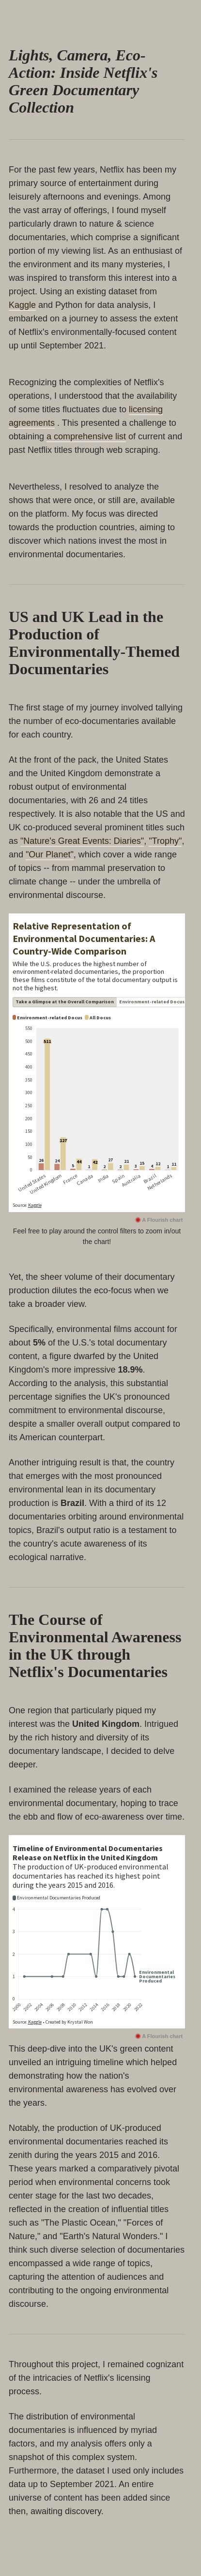 Lights, Camera, Eco-
Action: Inside Netflix's
Green Documentary
Collection
For the past few years, Netflix has been my
primary source of entertainment during
leisurely afternoons and evenings. Among
the vast array of offerings, I found myself
particularly drawn to nature & science
documentaries, which comprise a significant
portion of my viewing list. As an enthusiast of
the environment and its many mysteries, I
was inspired to transform this interest into a
project. Using an existing dataset from
Kaggle and Python for data analysis, I
embarked on a journey to assess the extent
of Netflix's environmentally-focused content
up until September 2021.
Recognizing the complexities of Netflix's
operations, I understood that the availability
of some titles fluctuates due to licensing
agreements . This presented a challenge to
obtaining a comprehensive list of current and
past Netflix titles through web scraping.
Nevertheless, I resolved to analyze the
shows that were once, or still are, available
on the platform. My focus was directed
towards the production countries, aiming to
discover which nations invest the most in
environmental documentaries.
US and UK Lead in the
Production of
Environmentally-Themed
Documentaries
The first stage of my journey involved tallying
the number of eco-documentaries available
for each country.
At the front of the pack, the United States
and the United Kingdom demonstrate a
robust output of environmental
documentaries, with 26 and 24 titles
respectively. It is also notable that the US and
UK co-produced several prominent titles such
as "Nature's Great Events: Diaries", "Trophy",
and "Our Planet", which cover a wide range
of topics -- from mammal preservation to
climate change -- under the umbrella of
environmental discourse.
Relative Representation of
Environmental Documentaries: A
Country-Wide Comparison
While the U.S. produces the highest number of
environment-related documentaries, the proportion
these films constitute of the total documentary output is
not the highest.
Take a Glimpse at the Overall Comparison Environment-related Docus
Environment-related Docus All Docus
550
500
450
400
350
300
250
200
150
100
50
0
26 511 24 127 5 44 2 42 2 27 2 21 3 15 4 12 1 11
United States United Kingdom France Canada India Spain Australia Brazil Netherlands
Source: Kaggle
A Flourish chart
Feel free to play around the control filters to zoom in/out
the chart!
Yet, the sheer volume of their documentary
production dilutes the eco-focus when we
take a broader view.
Specifically, environmental films account for
about 5% of the U.S.'s total documentary
content, a figure dwarfed by the United
Kingdom's more impressive 18.9%.
According to the analysis, this substantial
percentage signifies the UK's pronounced
commitment to environmental discourse,
despite a smaller overall output compared to
its American counterpart.
Another intriguing result is that, the country
that emerges with the most pronounced
environmental lean in its documentary
production is Brazil. With a third of its 12
documentaries orbiting around environmental
topics, Brazil's output ratio is a testament to
the country's acute awareness of its
ecological narrative.
The Course of
Environmental Awareness
in the UK through
Netflix's Documentaries
One region that particularly piqued my
interest was the United Kingdom. Intrigued
by the rich history and diversity of its
documentary landscape, I decided to delve
deeper.
I examined the release years of each
environmental documentary, hoping to trace
the ebb and flow of eco-awareness over time.
Timeline of Environmental Documentaries
Release on Netflix in the United Kingdom
The production of UK-produced environmental
documentaries has reached its highest point
during the years 2015 and 2016.
Environmental Documentaries Produced
4
3
2
1
0
Environmental
Documentaries
Produced
2000 2002 2004 2006 2008 2010 2012 2014 2016 2018 2020 2022
Source: Kaggle • Created by Krystal Won
A Flourish chart
This deep-dive into the UK's green content
unveiled an intriguing timeline which helped
demonstrating how the nation's
environmental awareness has evolved over
the years.
Notably, the production of UK-produced
environmental documentaries reached its
zenith during the years 2015 and 2016.
These years marked a comparatively pivotal
period when environmental concerns took
center stage for the last two decades,
reflected in the creation of influential titles
such as "The Plastic Ocean," "Forces of
Nature," and "Earth's Natural Wonders." I
think such diverse selection of documentaries
encompassed a wide range of topics,
capturing the attention of audiences and
contributing to the ongoing environmental
discourse.
Throughout this project, I remained cognizant
of the intricacies of Netflix's licensing
process.
The distribution of environmental
documentaries is influenced by myriad
factors, and my analysis offers only a
snapshot of this complex system.
Furthermore, the dataset I used only includes
data up to September 2021. An entire
universe of content has been added since
then, awaiting discovery.